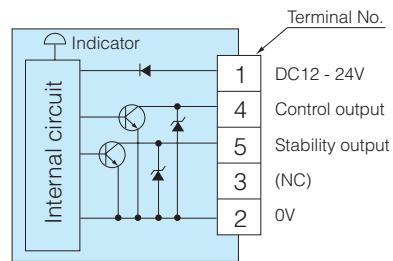 Terminal No.
Indicator
Internal circuit
1 DC12 - 24V
4 Control output
5 Stability output
3 (NC)
2 0V